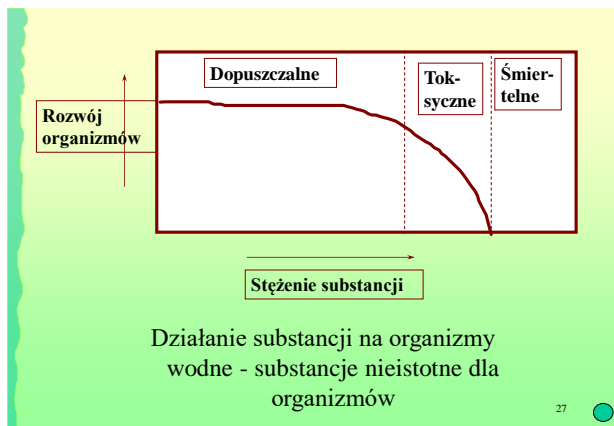 Dopuszczalne
Tok-
syczne
Śmier-
telne
Rozwój
organizmów
Stężenie substancji
Działanie substancji na organizmy
wodne - substancje nieistotne dla
organizmów
27